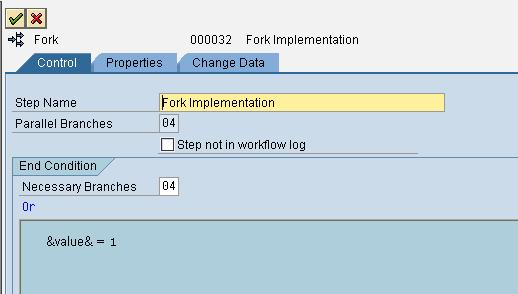 Fork 000032 Fork Implementation
Control Properties Change Data
Step Name Fork Implementation
Parallel Branches 04
Step not in workflow log
End Condition
Necessary Branches 04
Or
&value& = 1